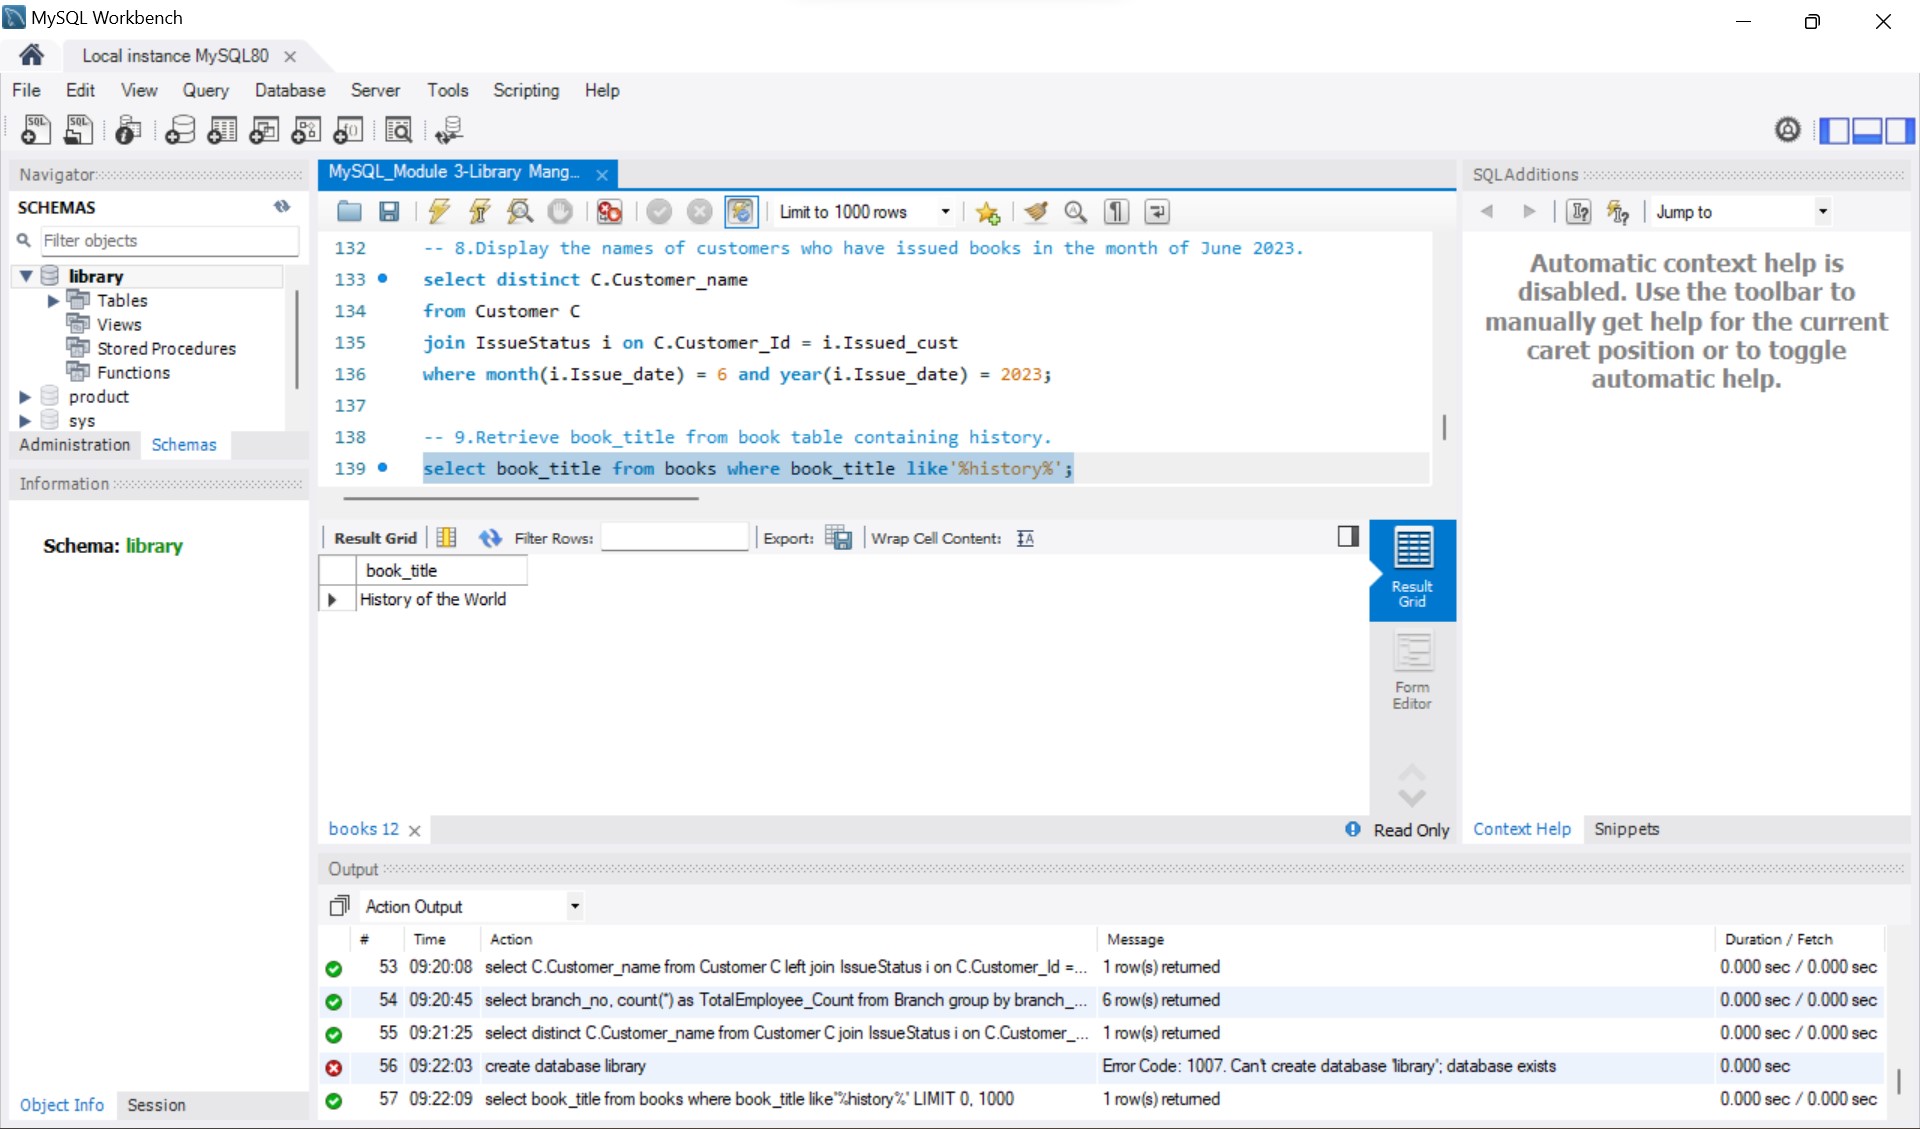 MySQL Workbench
Local instance MySQL80
File Edit View Query Database Server Tools Scripting Help
Navigator
SCHEMAS
Filter objects
library
Tables
Views
Stored Procedures
Functions
product
sys
Administration Schemas
Information
Schema: library
Object Info Session
MySQL_Module 3-Library Mang...
Limit to 1000 rows
132 -- 8.Display the names of customers who have issued books in the month of June 2023.
133 select distinct C.Customer_name
134 from Customer C
135 join IssueStatus i on C.Customer_Id = i.Issued_cust
136 where month(i.Issue_date) = 6 and year(i.Issue_date) = 2023;
137
138 -- 9.Retrieve book_title from book table containing history.
139 select book_title from books where book_title like'%history%';
Result Grid Filter Rows: Export: Wrap Cell Content:
book_title
History of the World
Result
Grid
Form
Editor
books 12
Read Only
SQLAdditions
Jump to
Automatic context help is
disabled. Use the toolbar to
manually get help for the current
caret position or to toggle
automatic help.
Context Help Snippets
Output
Action Output
# Time Action Message Duration / Fetch
53 09:20:08 select C.Customer_name from Customer C left join IssueStatus i on C.Customer_Id =... 1 row(s) returned 0.000 sec / 0.000 sec
54 09:20:45 select branch_no, count(*) as TotalEmployee_Count from Branch group by branch_... 6 row(s) returned 0.000 sec / 0.000 sec
55 09:21:25 select distinct C.Customer_name from Customer C join IssueStatus i on C.Customer_... 1 row(s) returned 0.000 sec / 0.000 sec
56 09:22:03 create database library Error Code: 1007. Can't create database 'library'; database exists 0.000 sec
57 09:22:09 select book_title from books where book_title like'%history%' LIMIT 0, 1000 1 row(s) returned 0.000 sec / 0.000 sec